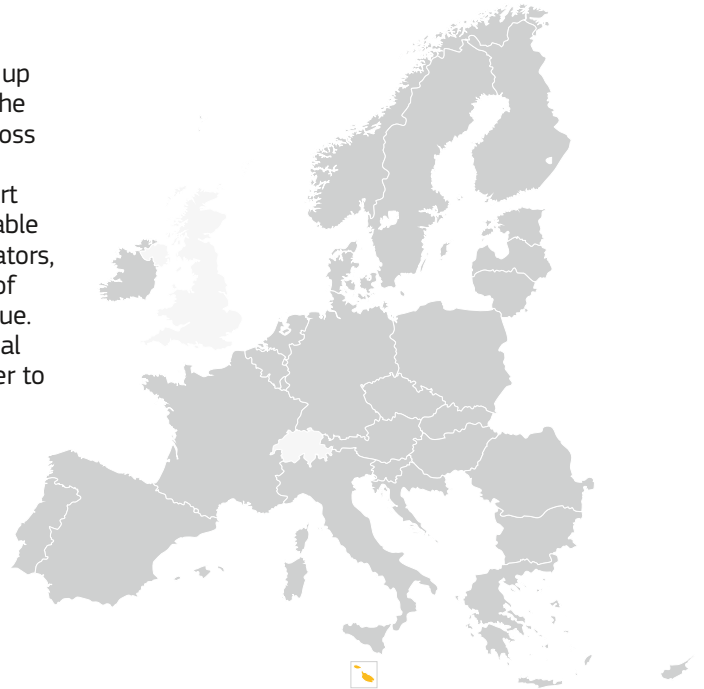 up
he
oss
rt
able
ators,
of
ue.
al
er to